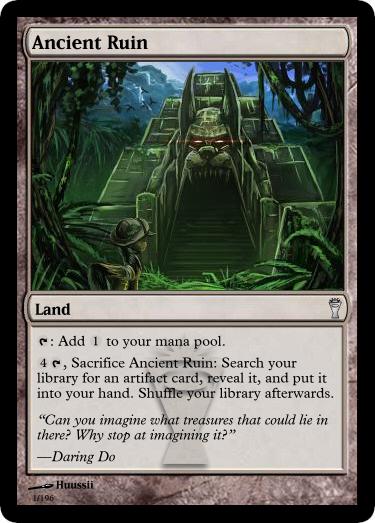 Ancient Ruin
Land
: Add 1 to your mana pool.
4 , Sacrifice Ancient Ruin: Search your
library for an artifact card, reveal it, and put it
into your hand. Shuffle your library afterwards.
“Can you imagine what treasures that could lie in
there? Why stop at imagining it?”
—Daring Do
Huussii
1/196